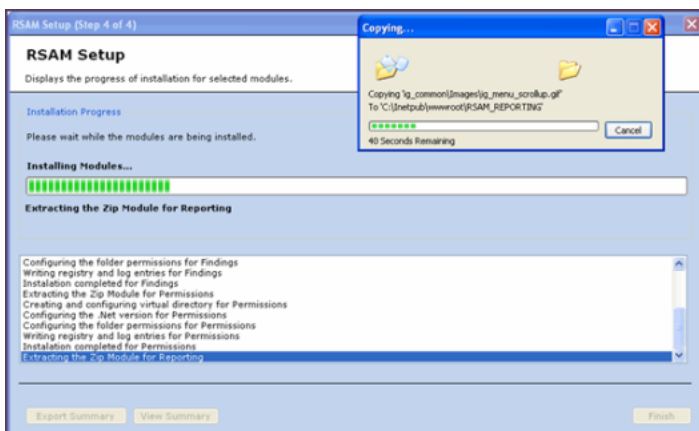 RSAM Setup (Step 4 of 4)
RSAM Setup
Displays the progress of installation for selected modules.
Copying...
Copying 'ig_common\Images\ig_menu_scrollup.gif'
To 'C:\Inetpub\wwwroot\RSAM_REPORTING'
Cancel
40 Seconds Remaining
Installation Progress
Please wait while the modules are being installed.
Installing Modules...
Extracting the Zip Module for Reporting
Configuring the folder permissions for Findings
Writing registry and log entries for Findings
Instalation completed for Findings
Extracting the Zip Module for Permissions
Creating and configuring virtual directory for Permissions
Configuring the .Net version for Permissions
Configuring the folder permissions for Permissions
Writing registry and log entries for Permissions
Instalation completed for Permissions
Extracting the Zip Module for Reporting
Export Summary
View Summary
Finish